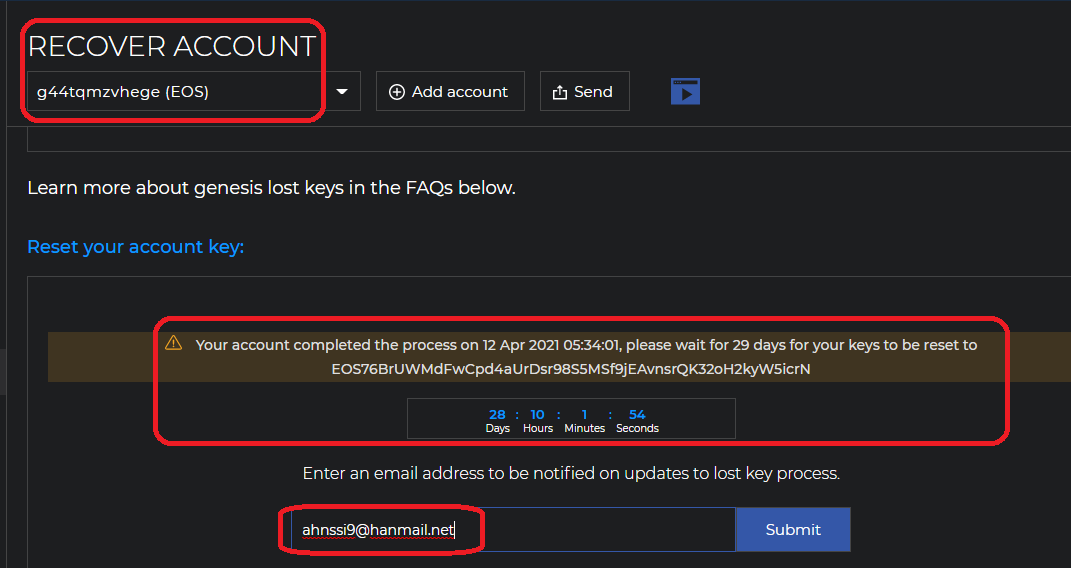 RECOVER ACCOUNT
g44tqmzvhege (EOS)
Add account
Send
Learn more about genesis lost keys in the FAQs below.
Reset your account key:
Your account completed the process on 12 Apr 2021 05:34:01, please wait for 29 days for your keys to be reset to
EOS76BrUWMdFwCpd4aUrDsr98S5MSf9jEAvnsrQK32oH2kyW5icrN
28 : 10 : 1 : 54
Days Hours Minutes Seconds
Enter an email address to be notified on updates to lost key process.
ahnssi9@hanmail.net
Submit